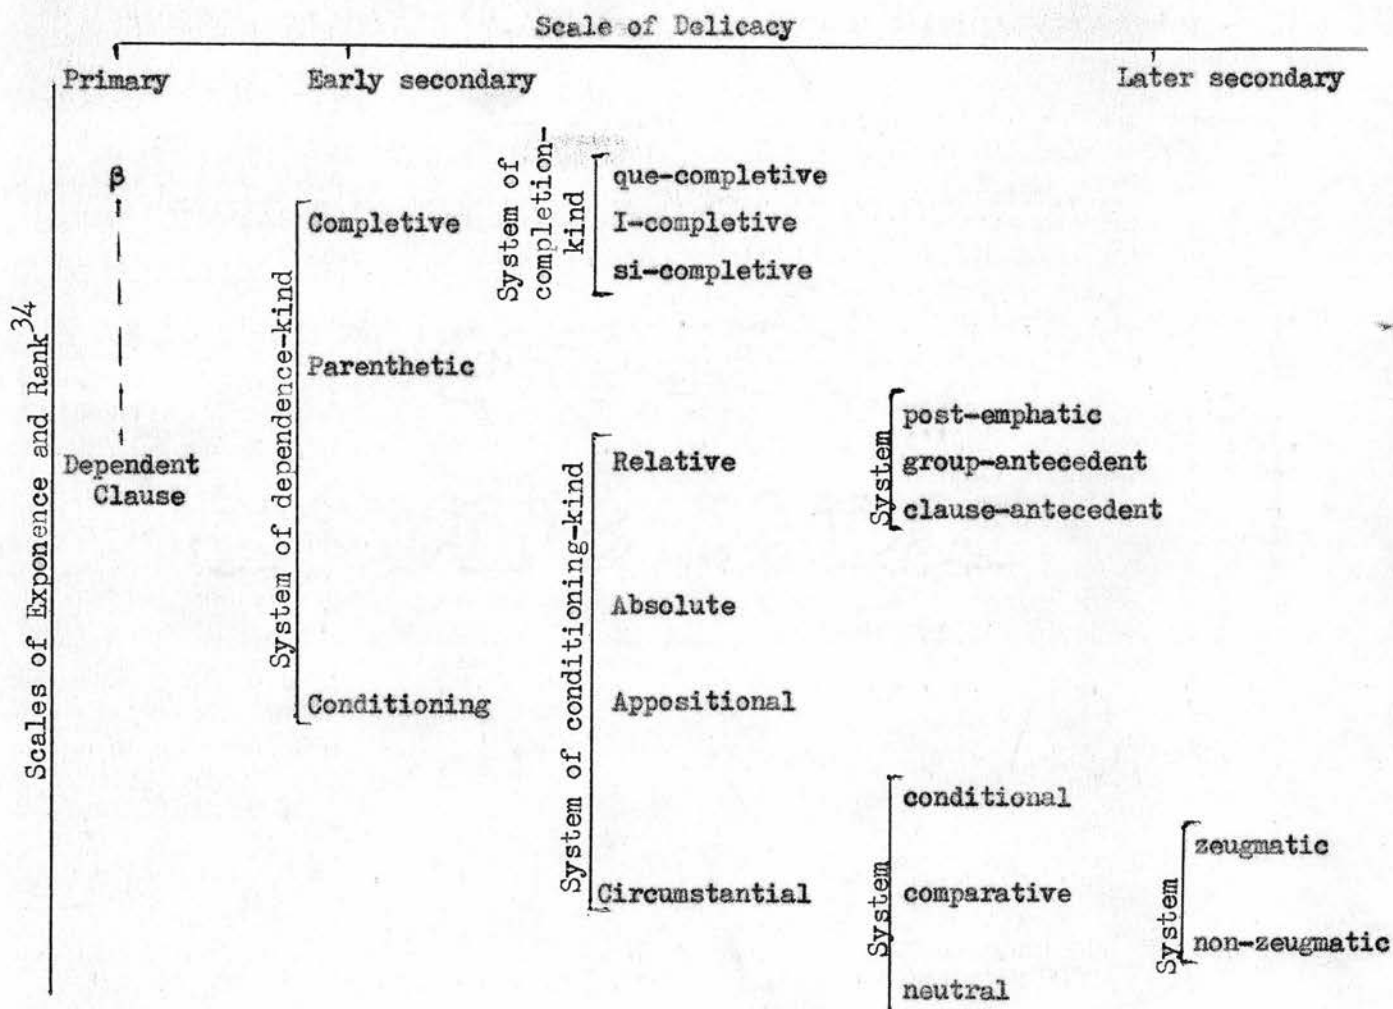 Scale of Delicacy
Primary
Early secondary
Later secondary
Scales of Exponence and Rank 34
β
Dependent
Clause
System of dependence-kind
Completive
Parenthetic
Conditioning
System of
completion-
kind
que-completive
I-completive
si-completive
System of conditioning-kind
Relative
Absolute
Appositional
Circumstantial
System
post-emphatic
group-antecedent
clause-antecedent
System
conditional
comparative
neutral
System
zeugmatic
non-zeugmatic